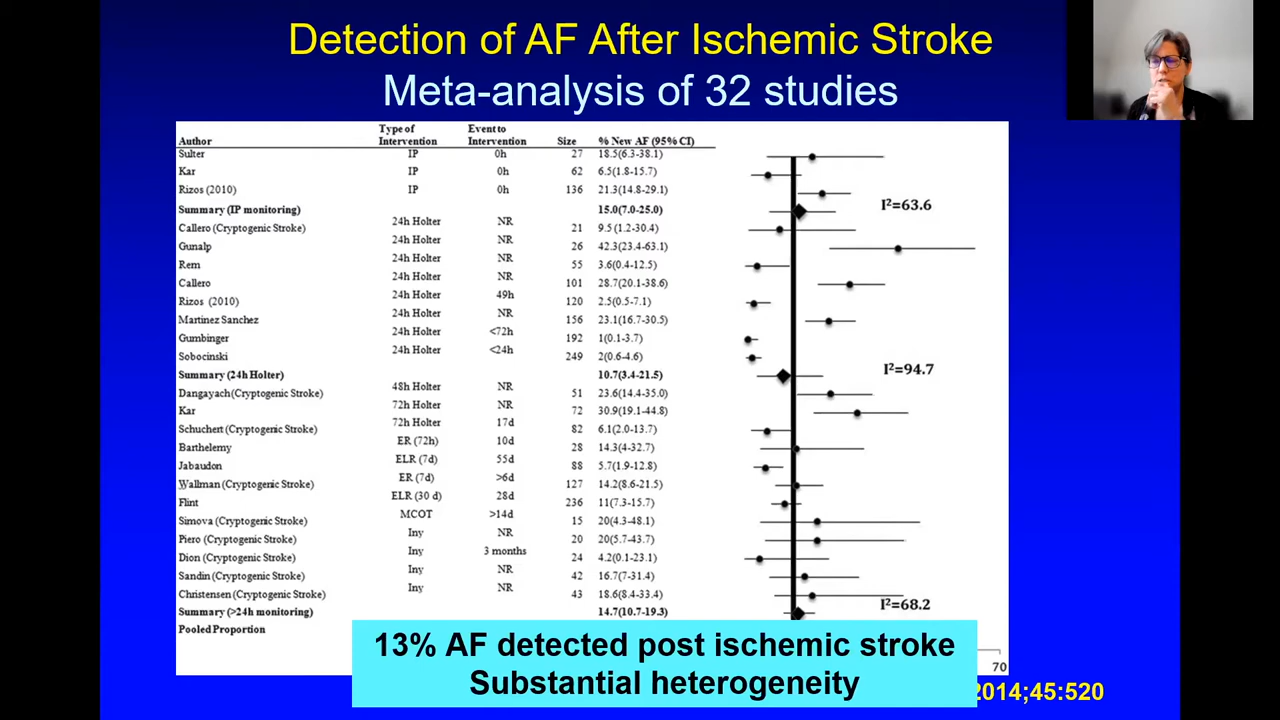 Detection of AF After Ischemic Stroke
Meta-analysis of 32 studies
Author Type of Intervention Event to Intervention Size % New AF (95% CI)
Sulter IP 0h 27 18.5(6.3-38.1)
Kar IP 0h 62 6.5(1.8-15.7)
Rizos (2010) IP 0h 136 21.3(14.8-29.1)
Summary (IP monitoring) 15.0(7.0-25.0) I²=63.6
Callero (Cryptogenic Stroke) 24h Holter NR 21 9.5 (1.2-30.4)
Gunalp 24h Holter NR 26 42.3(23.4-63.1)
Rem 24h Holter NR 55 3.6(0.4-12.5)
Callero 24h Holter NR 101 28.7(20.1-38.6)
Rizos (2010) 24h Holter 49h 120 2.5(0.5-7.1)
Martinez Sanchez 24h Holter NR 156 23.1(16.7-30.5)
Gumbinger 24h Holter <72h 192 1(0.1-3.7)
Sobocinski 24h Holter <24h 249 2(0.6-4.6)
Summary (24h Holter) 10.7(3.4-21.5) I²=94.7
Dangayach (Cryptogenic Stroke) 48h Holter NR 51 23.6(14.4-35.0)
Kar 72h Holter NR 72 30.9(19.1-44.8)
Schuchert (Cryptogenic Stroke) 72h Holter 17d 82 6.1(2.0-13.7)
Barthelemy ER (72h) 10d 28 14.3(4-32.7)
Jabaudon ELR (7d) 55d 88 5.7(1.9-12.8)
Wallman (Cryptogenic Stroke) ER (7d) >6d 127 14.2(8.6-21.5)
Flint ELR (30 d) 28d 236 11(7.3-15.7)
Simova (Cryptogenic Stroke) MCOT >14d 15 20(4.3-48.1)
Piero (Cryptogenic Stroke) Iny NR 20 20(5.7-43.7)
Dion (Cryptogenic Stroke) Iny 3 months 24 4.2(0.1-23.1)
Sandin (Cryptogenic Stroke) Iny NR 42 16.7(7-31.4)
Christensen (Cryptogenic Stroke) Iny NR 43 18.6(8.4-33.4)
Summary (>24h monitoring) 14.7(10.7-19.3) I²=68.2
Pooled Proportion
70
13% AF detected post ischemic stroke
Substantial heterogeneity
2014;45:520